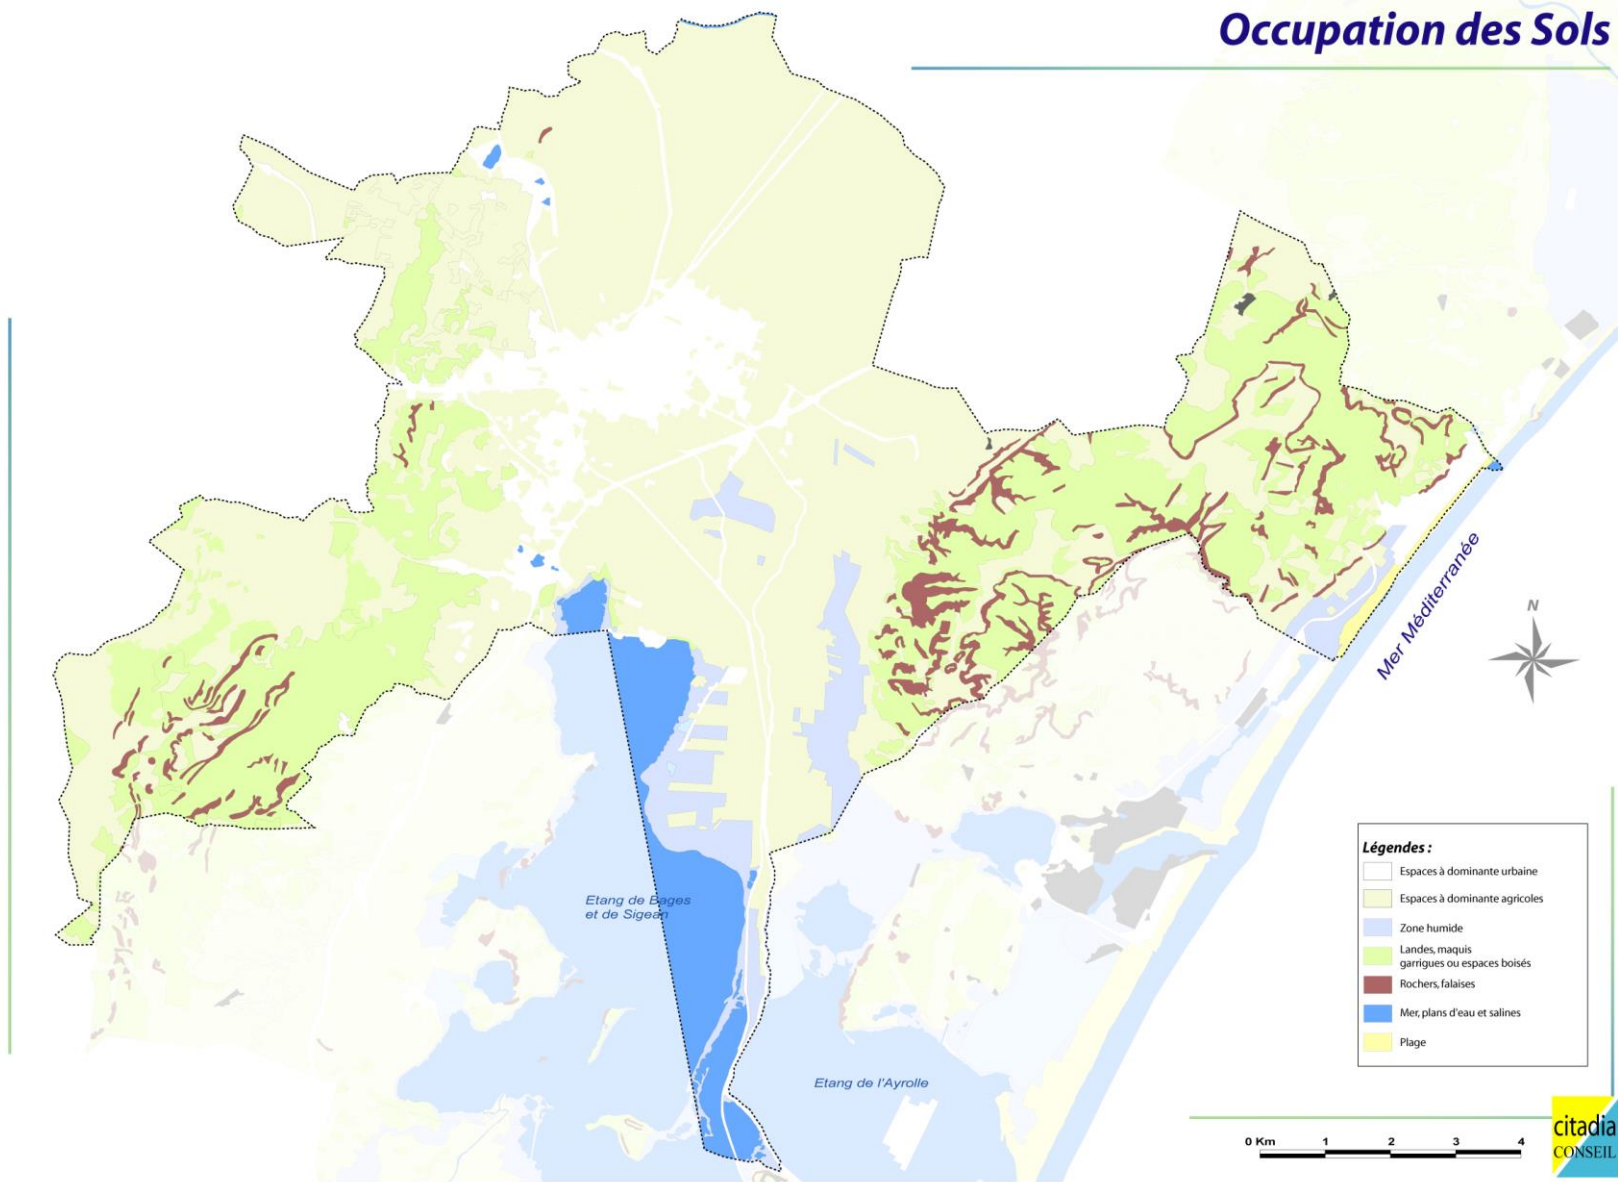 Occupation des Sols
Mer Méditerranée
N
Légendes :
Espaces à dominante urbaine
Espaces à dominante agricoles
Zone humide
Landes, maquis
garrigues ou espaces boisés
Rochers, falaises
Mer, plans d'eau et salines
Plage
Etang de Bages
et de Sigean
Etang de l'Ayrolle
0 Km 1 2 3 4
citadia
CONSEIL